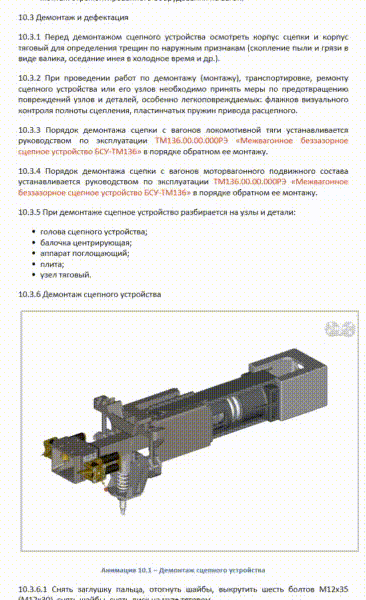 10.3 Демонтаж и дефектация
10.3.1 Перед демонтажом сцепного устройства осмотреть корпус сцепки и корпус
тяговый для определения трещин по наружным признакам (скопление пыли и грязи в
виде валика, оседание инея в холодное время и др.).
10.3.2 При проведении работ по демонтажу (монтажу), транспортировке, ремонту
сцепного устройства или его узлов необходимо принять меры по предотвращению
повреждений узлов и деталей, особенно легкоповреждаемых: флажков визуального
контроля полноты сцепления, пластинчатых пружин привода расцепного.
10.3.3 Порядок демонтажа сцепки с вагонов локомотивной тяги устанавливается
руководством по эксплуатации ТМ136.00.00.000РЭ «Межвагонное беззазорное
сцепное устройство БСУ-ТМ136» в порядке обратном ее монтажу.
10.3.4 Порядок демонтажа сцепки с вагонов моторвагонного подвижного состава
устанавливается руководством по эксплуатации ТМ136.00.00.000РЭ «Межвагонное
беззазорное сцепное устройство БСУ-ТМ136» в порядке обратном ее монтажу.
10.3.5 При демонтаже сцепное устройство разбирается на узлы и детали:
• голова сцепного устройства;
• балочка центрирующая;
• аппарат поглощающий;
• плита;
• узел тяговый.
10.3.6 Демонтаж сцепного устройства
Анимация 10.1 – Демонтаж сцепного устройства
10.3.6.1 Снять заглушку пальца, отогнуть шайбы, выкрутить шесть болтов М12х35